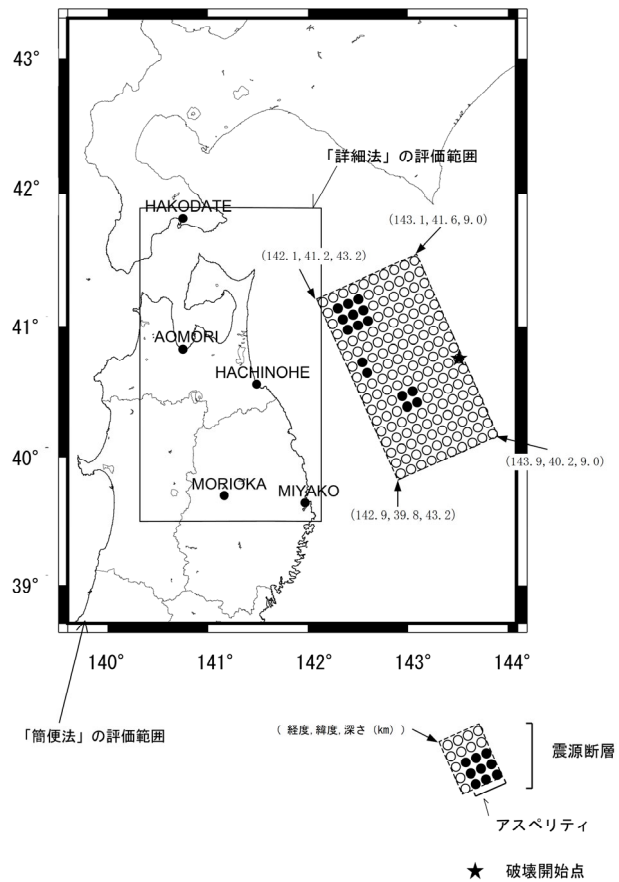 43°
「詳細法」の評価範囲
42°
HAKODATE
(143.1, 41.6, 9.0)
(142.1, 41.2, 43.2)
41°
AOMORI
HACHINOHE
40°
(143.9, 40.2, 9.0)
MORIOKA
MIYAKO
(142.9, 39.8, 43.2)
39°
140°
141°
142°
143°
144°
「簡便法」の評価範囲
( 経度, 緯度, 深さ (km) )
震源断層
アスペリティ
★ 破壊開始点